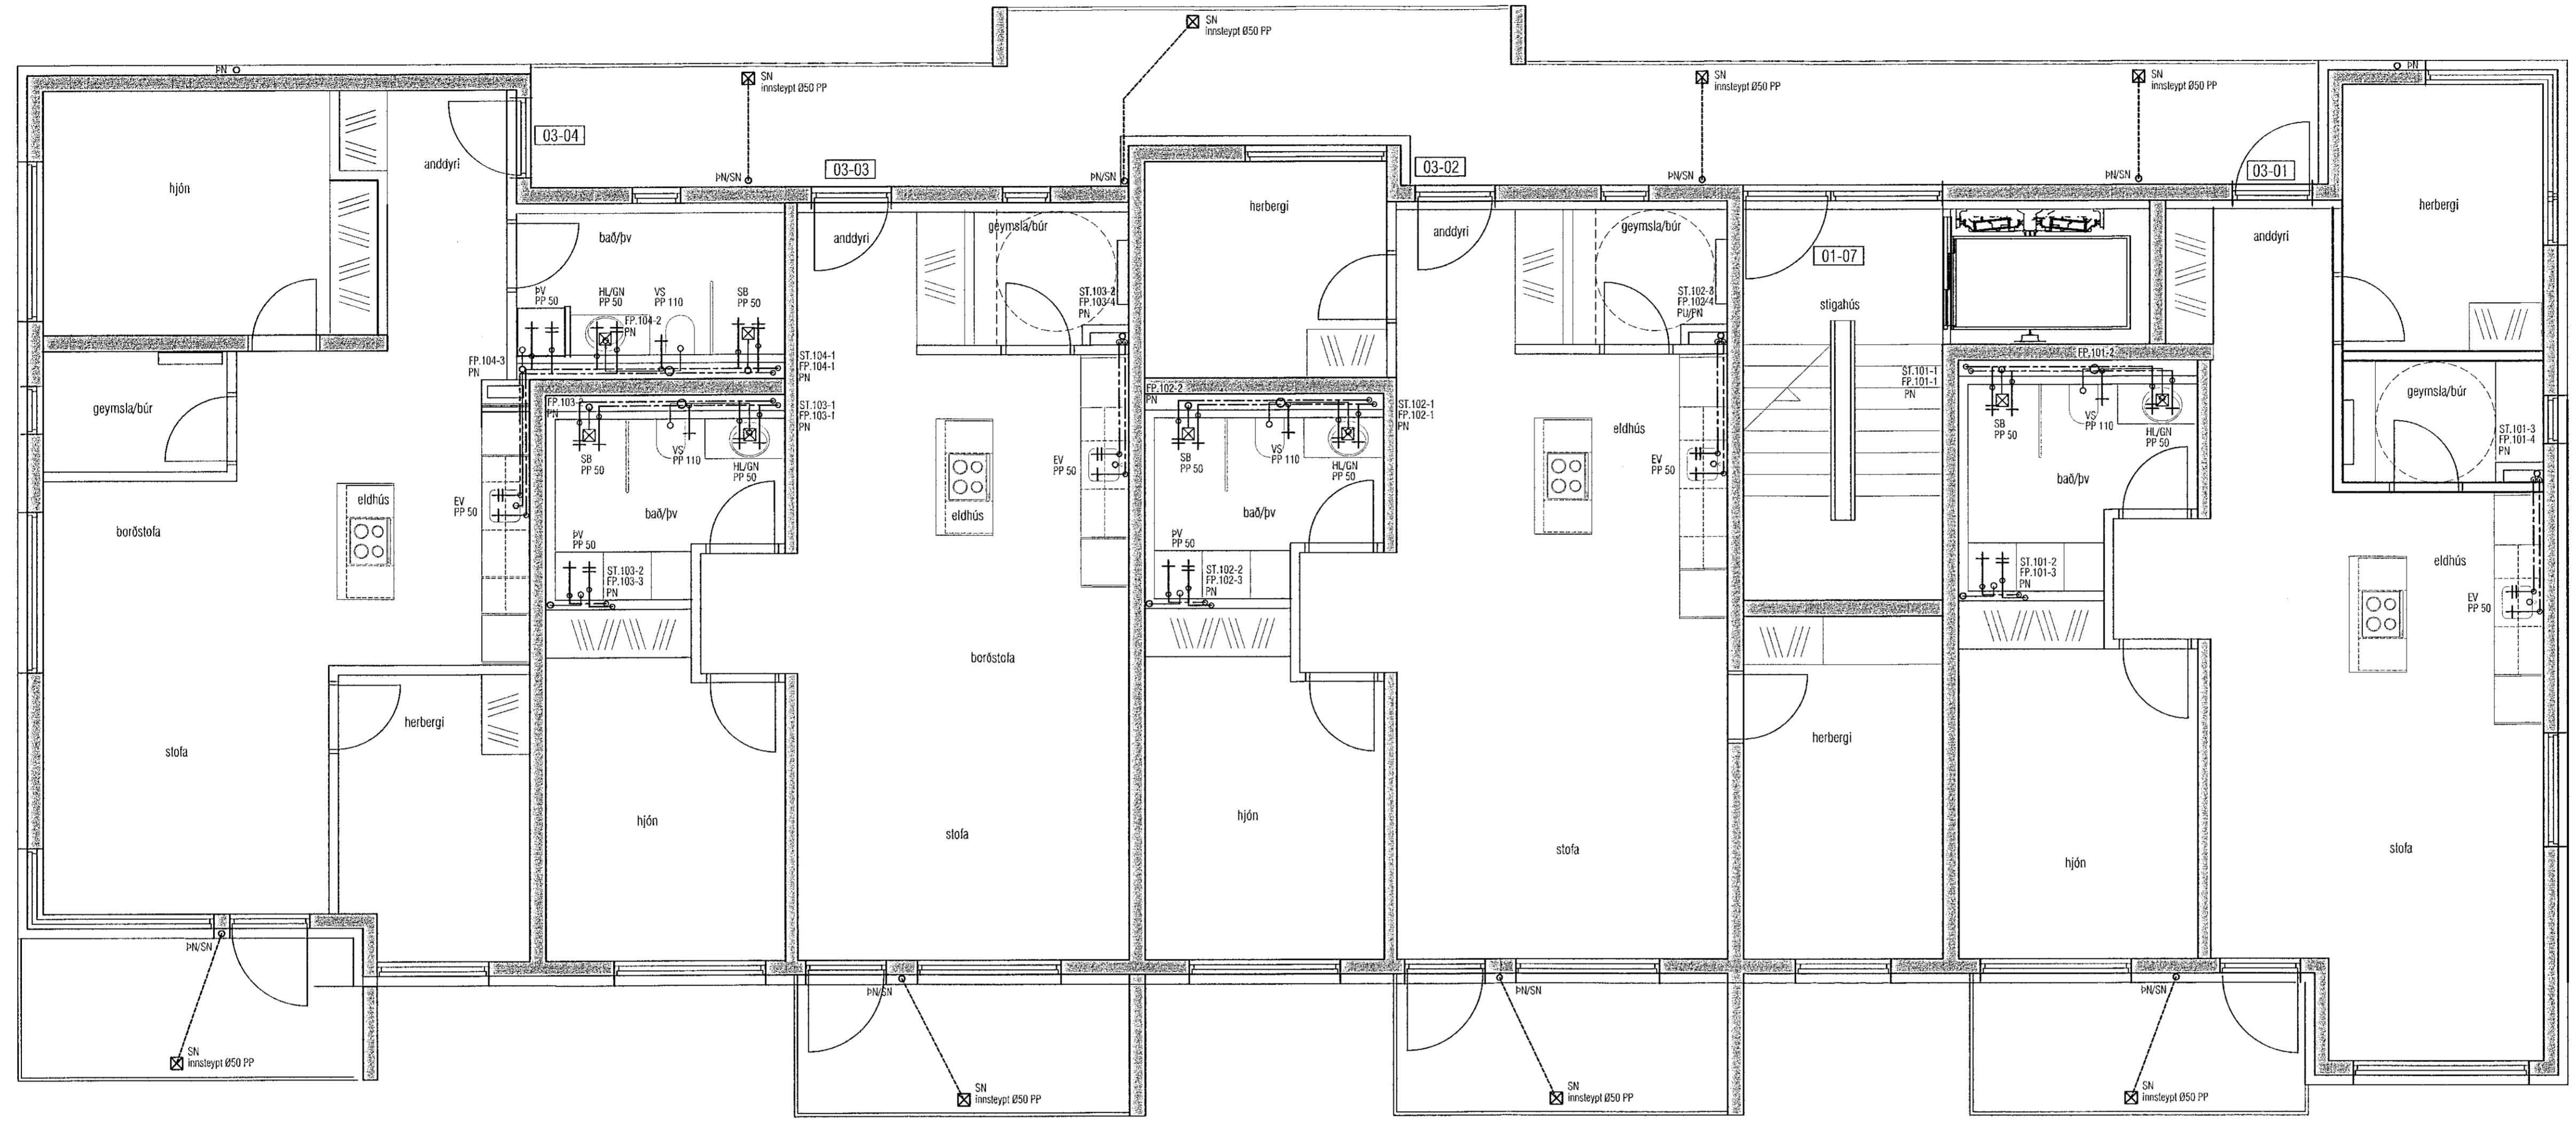 SN
innsteypt Ø50 PP
ÞN
SN
innsteypt Ø50 PP
SN
innsteypt Ø50 PP
SN
innsteypt Ø50 PP
ÞN
03-04
anddyri
hjón
03-03
ÞN/SN
ÞN/SN
03-02
ÞN/SN
ÞN/SN
03-01
herbergi
herbergi
bað/þv
anddyri
geymsla/búr
anddyri
geymsla/búr
01-07
stigahús
anddyri
ÞV
PP 50
HL/GN
PP 50
VS
PP 110
SB
PP 50
FP.104-2
PN
ST.103-2
FP.103/4
PN
ST.102-3
FP.102/4
PU/PN
FP.104-3
PN
ST.104-1
FP.104-1
PN
FP.101-2
ST.101-1
FP.101-1
PN
geymsla/búr
geymsla/búr
FP.103-2
PN
ST.103-1
FP.103-1
PN
FP.102-2
PN
ST.102-1
FP.102-1
PN
SB
PP 50
VS
PP 110
HL/GN
PP 50
ST.101-3
FP.101-4
PN
SB
PP 50
VS
PP 110
HL/GN
PP 50
EV
PP 50
SB
PP 50
VS
PP 110
HL/GN
PP 50
eldhús
EV
PP 50
bað/þv
eldhús
EV
PP 50
borðstofa
bað/þv
eldhús
bað/þv
ÞV
PP 50
ST.103-2
FP.103-3
PN
ÞV
PP 50
ST.102-2
FP.102-3
PN
ST.101-2
FP.101-3
PN
eldhús
EV
PP 50
borðstofa
herbergi
stofa
herbergi
hjón
stofa
hjón
stofa
hjón
stofa
ÞN/SN
ÞN/SN
ÞN/SN
ÞN/SN
SN
innsteypt Ø50 PP
SN
innsteypt Ø50 PP
SN
innsteypt Ø50 PP
SN
innsteypt Ø50 PP